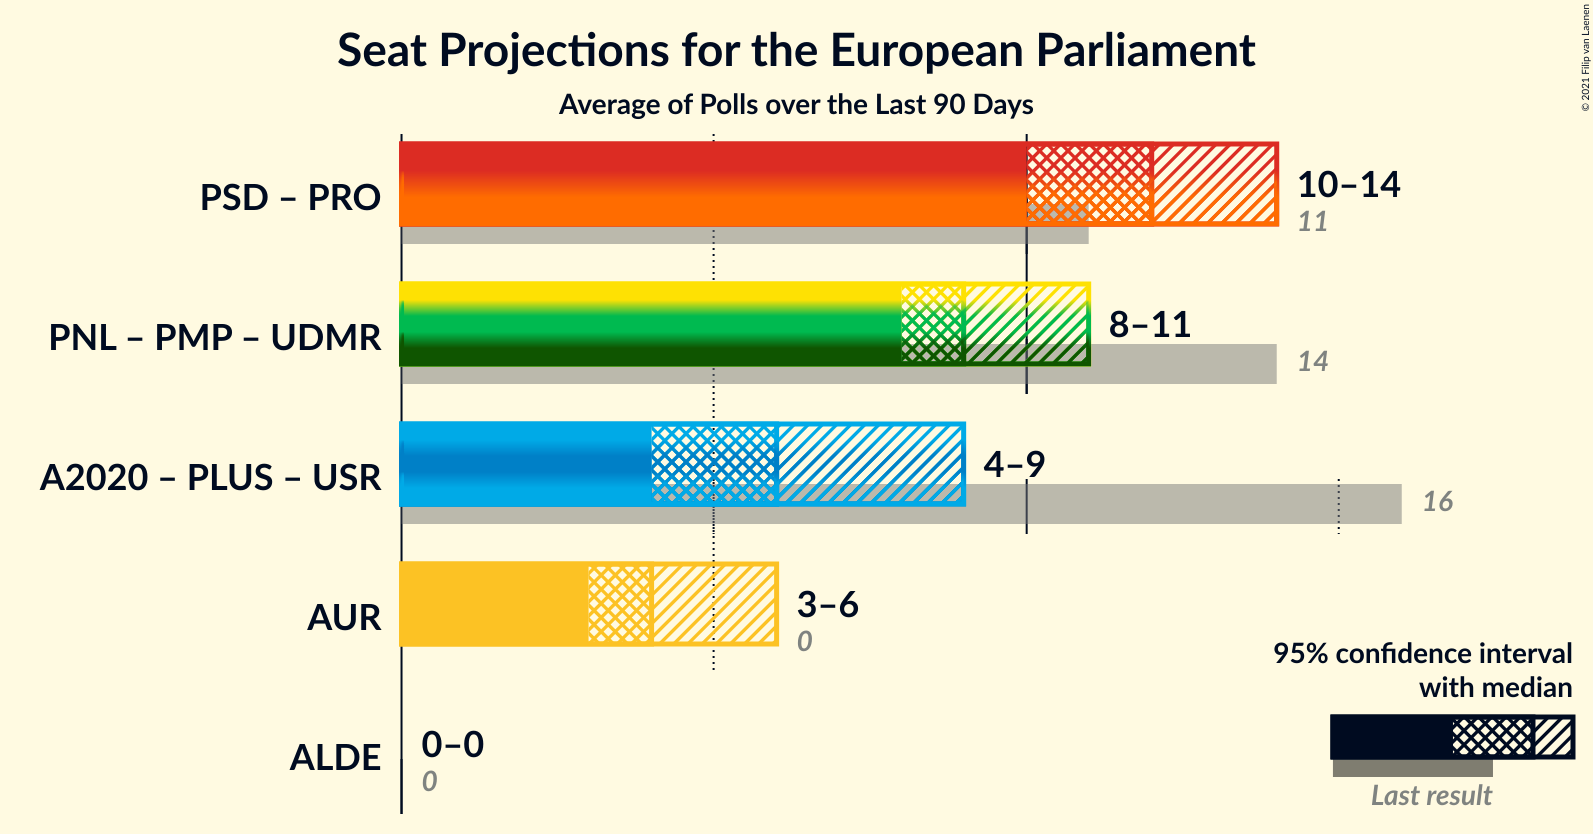 Seat Projections for the European Parliament
Average of Polls over the Last 90 Days
© 2021 Filip van Laenen
PSD – PRO
10–14
11
PNL – PMP – UDMR
8–11
14
A2020 – PLUS – USR
4–9
16
AUR
3–6
0
ALDE
0–0
0
95% confidence interval
with median
Last result